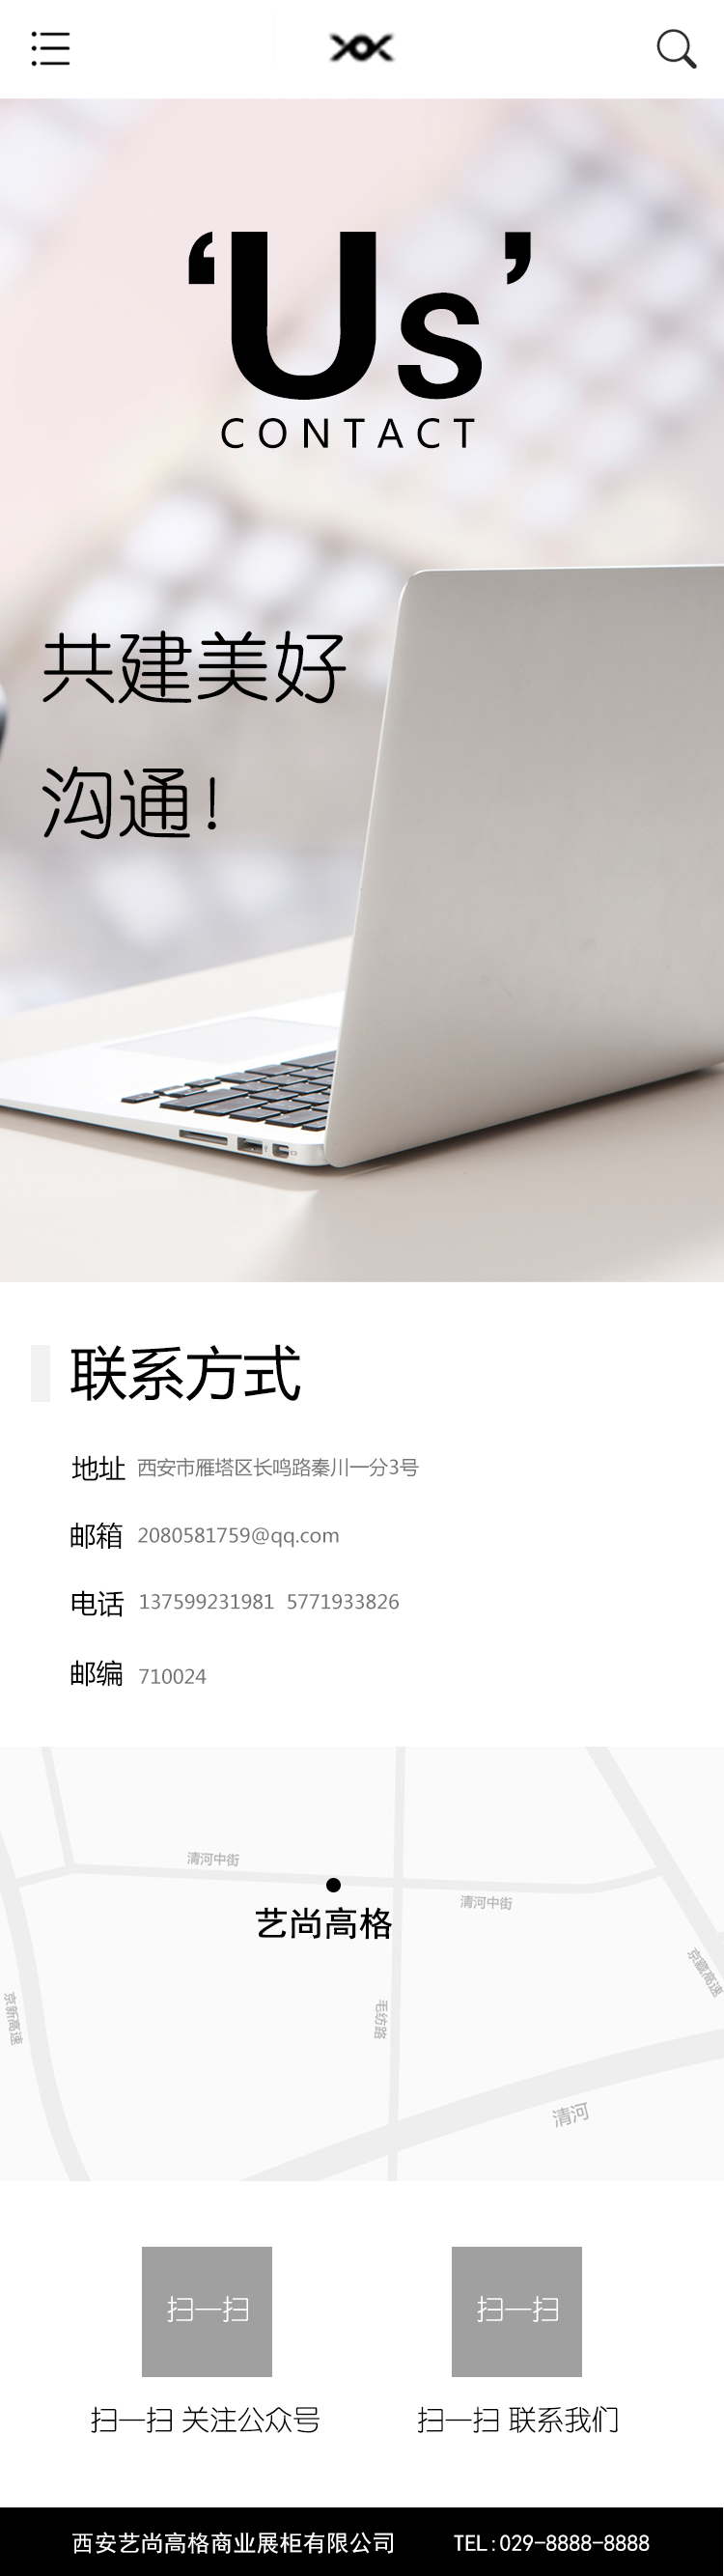 ‘Us’
CONTACT
共建美好
沟通!
联系方式
地址 西安市雁塔区长鸣路秦川一分3号
邮箱 2080581759@qq.com
电话 137599231981 5771933826
邮编 710024
清河中街
艺尚高格
清河中街
京藏高速
京新高速
毛纺路
清河
扫一扫 扫一扫
扫一扫 关注公众号 扫一扫 联系我们
西安艺尚高格商业展柜有限公司 TEL:029-8888-8888